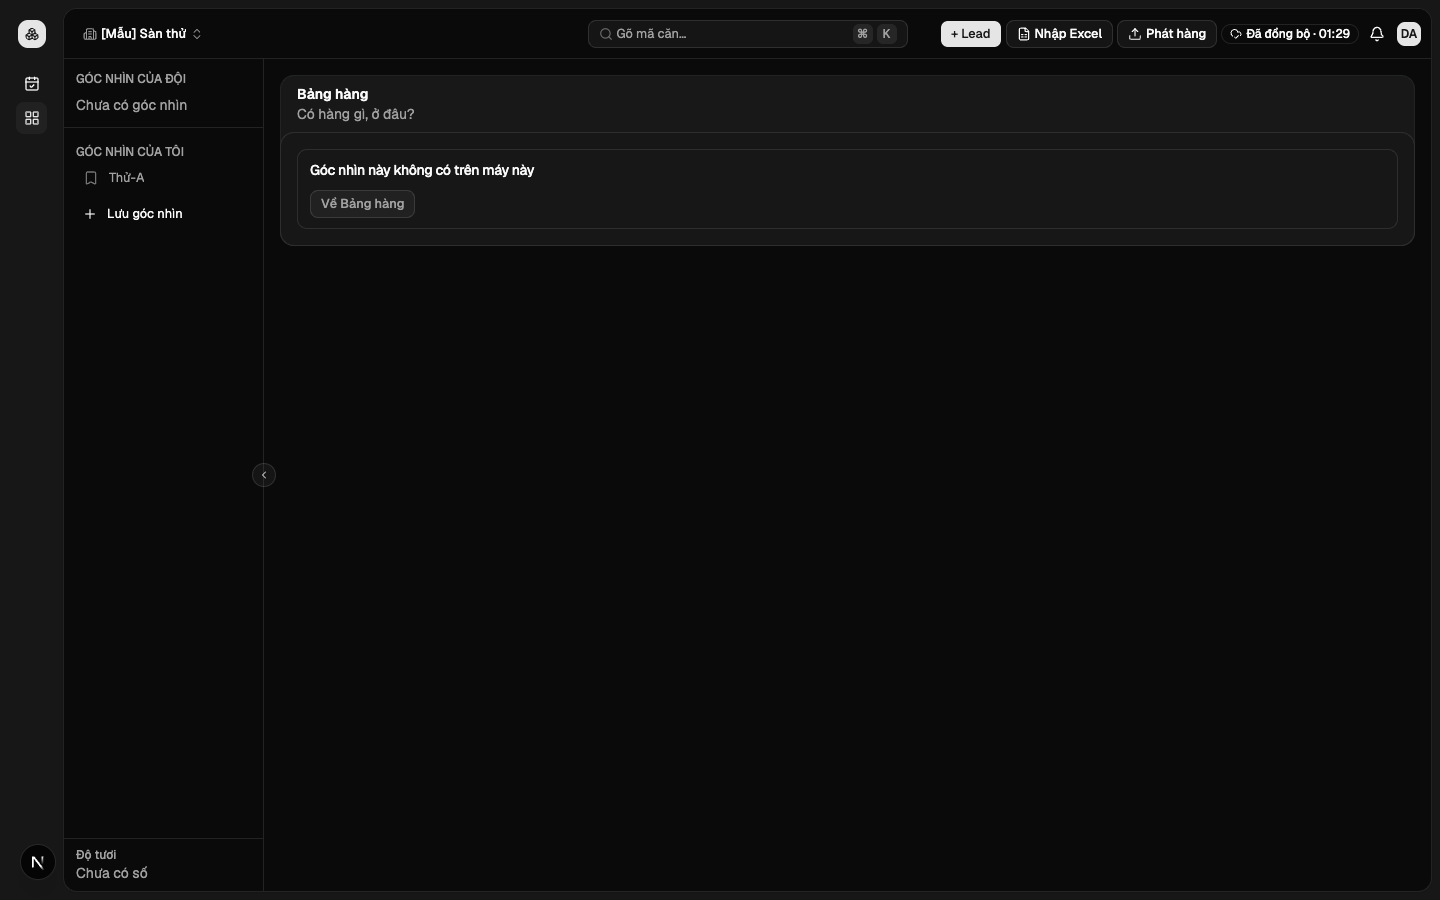 [Mẫu] Sàn thử
Gõ mã căn...
⌘ K
+ Lead
Nhập Excel
Phát hàng
Đã đồng bộ · 01:29
DA
GÓC NHÌN CỦA ĐỘI
Chưa có góc nhìn
GÓC NHÌN CỦA TÔI
Thử-A
Lưu góc nhìn
Bảng hàng
Có hàng gì, ở đâu?
Góc nhìn này không có trên máy này
Về Bảng hàng
Độ tươi
Chưa có số
N